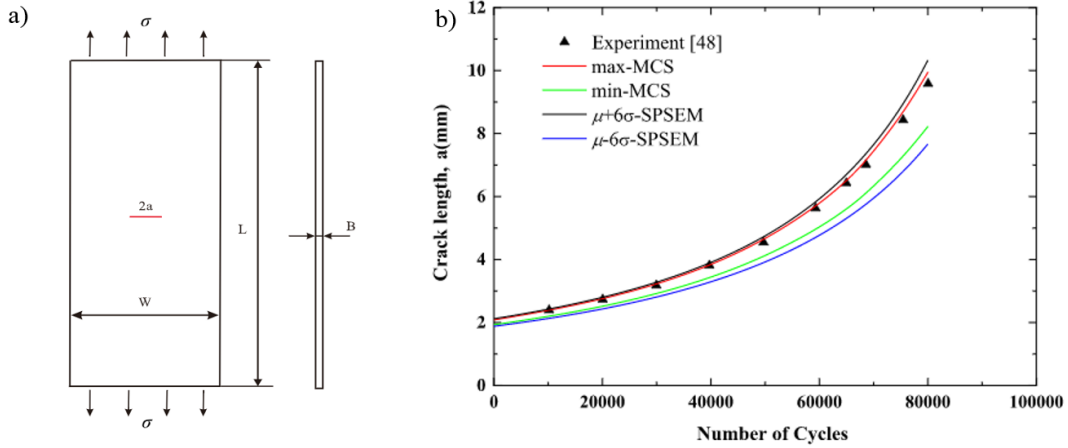 a)
σ
2a
L
B
W
σ
b)
12
10
8
6
4
2
0
Crack length, a(mm)
Experiment [48]
max-MCS
min-MCS
μ+6σ-SPSEM
μ-6σ-SPSEM
0 20000 40000 60000 80000 100000
Number of Cycles